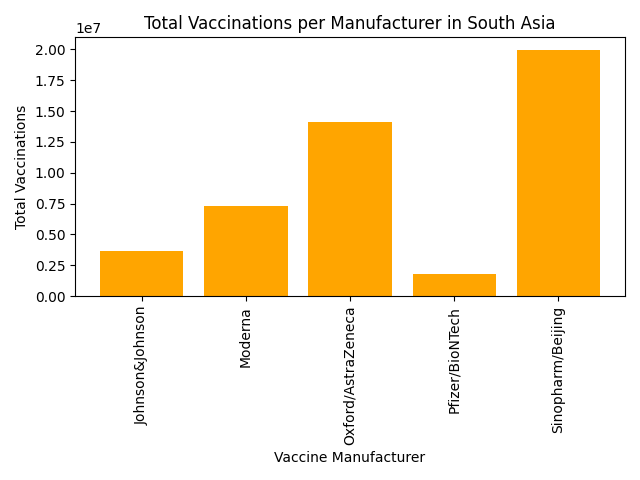 Total Vaccinations per Manufacturer in South Asia
1e7
2.00
1.75
1.50
1.25
1.00
0.75
0.50
0.25
0.00
Total Vaccinations
Johnson&Johnson
Moderna
Oxford/AstraZeneca
Pfizer/BioNTech
Sinopharm/Beijing
Vaccine Manufacturer